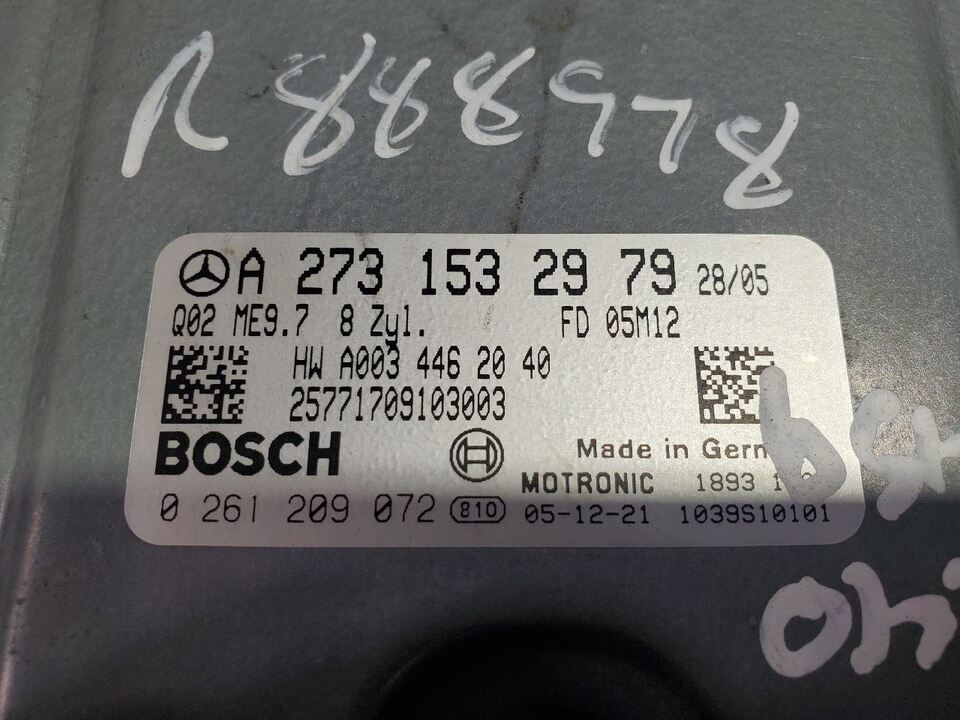 R 888978
A 273 153 29 79 28/05
Q02 ME9.7 8 Zyl. FD 05M12
HW A003 446 20 40
25771709103003
BOSCH Made in Germ
MOTRONIC 1893 1
0 261 209 072 810 05-12-21 1039S10101